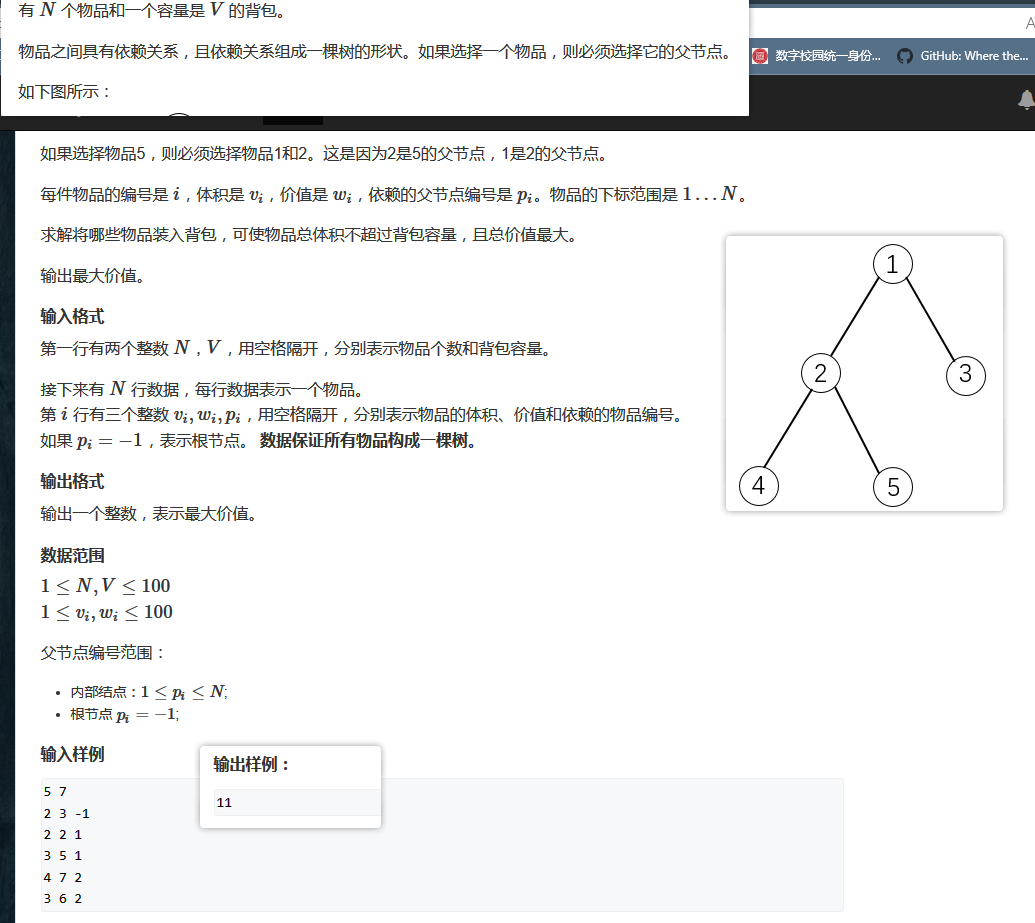 有 N 个物品和一个容量是 V 的背包。
物品之间具有依赖关系，且依赖关系组成一棵树的形状。如果选择一个物品，则必须选择它的父节点。
如下图所示：
数字校园统一身份...
GitHub: Where the...
如果选择物品5，则必须选择物品1和2。这是因为2是5的父节点，1是2的父节点。
每件物品的编号是 i，体积是 vᵢ，价值是 wᵢ，依赖的父节点编号是 pᵢ。物品的下标范围是 1…N。
求解将哪些物品装入背包，可使物品总体积不超过背包容量，且总价值最大。
输出最大价值。
输入格式
第一行有两个整数 N，V，用空格隔开，分别表示物品个数和背包容量。
接下来有 N 行数据，每行数据表示一个物品。
第 i 行有三个整数 vᵢ, wᵢ, pᵢ，用空格隔开，分别表示物品的体积、价值和依赖的物品编号。
如果 pᵢ = −1，表示根节点。 数据保证所有物品构成一棵树。
输出格式
输出一个整数，表示最大价值。
数据范围
1 ≤ N, V ≤ 100
1 ≤ vᵢ, wᵢ ≤ 100
父节点编号范围：
• 内部结点：1 ≤ pᵢ ≤ N;
• 根节点 pᵢ = −1;
1
2
3
4
5
输入样例
5 7
2 3 -1
2 2 1
3 5 1
4 7 2
3 6 2
输出样例：
11